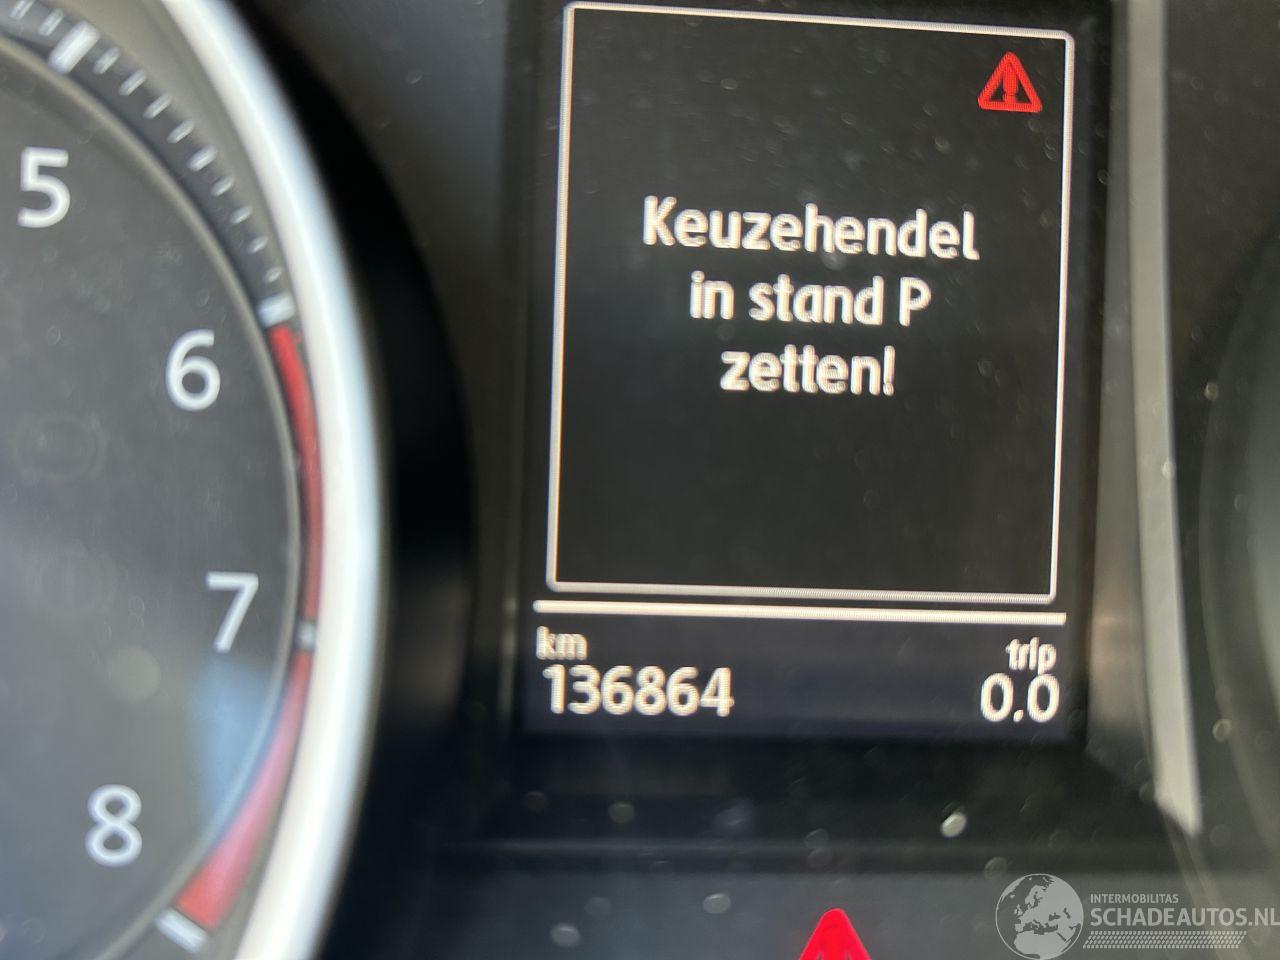 5
6
7
8
Keuzehendel
in stand P
zetten!
km
trip
136864
0.0
INTERMOBILITAS
SCHADEAUTOS.NL